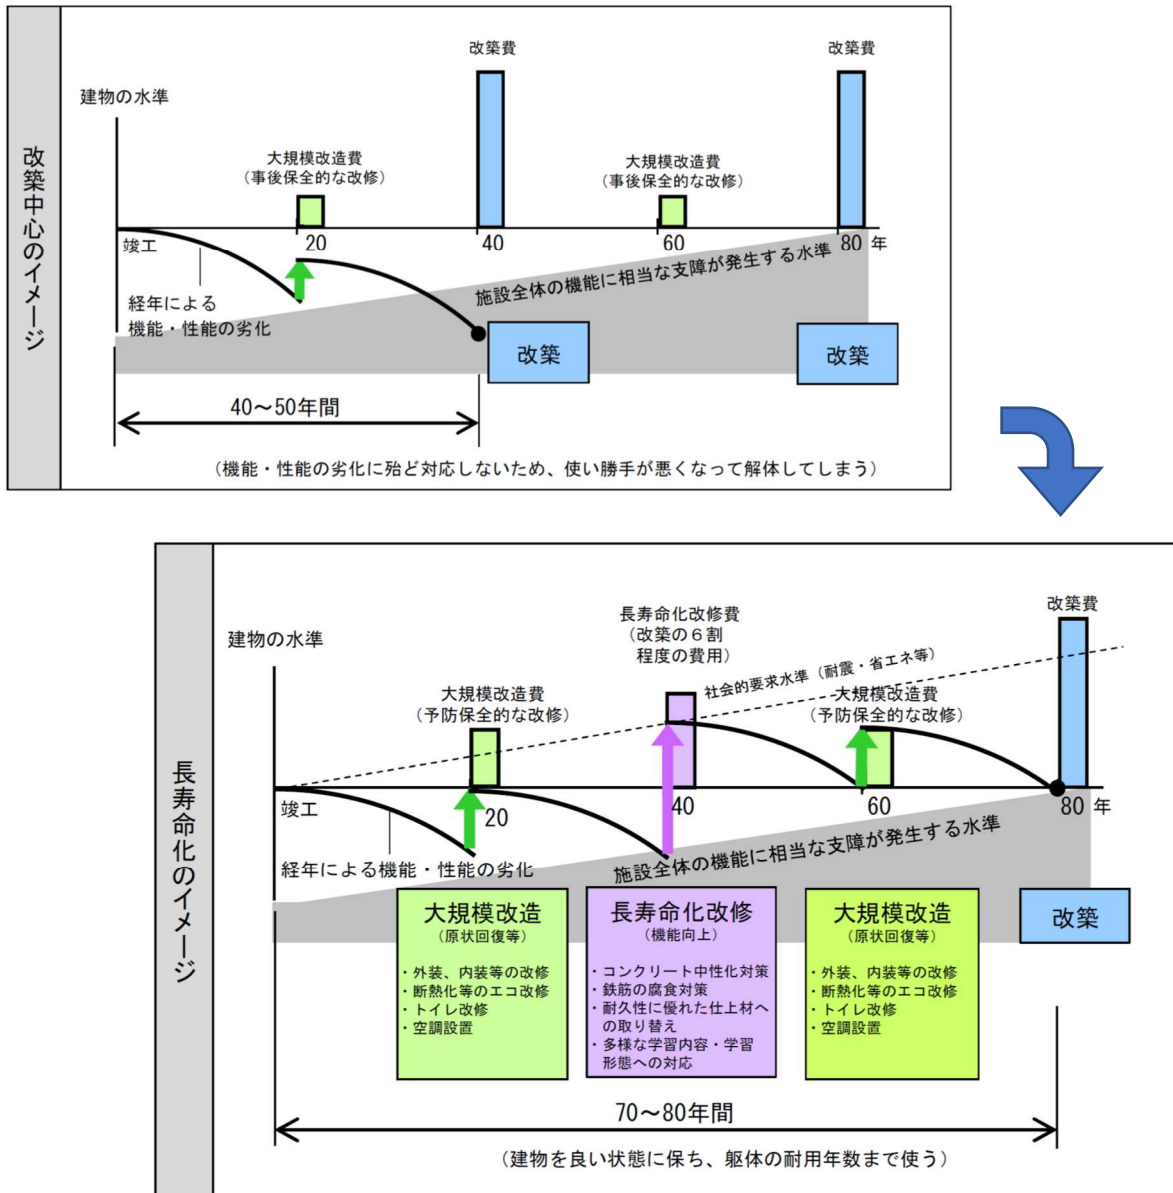 改築中心のイメージ
改築費
改築費
建物の水準
大規模改造費
（事後保全的な改修）
大規模改造費
（事後保全的な改修）
竣工
20
40
60
80 年
経年による
機能・性能の劣化
施設全体の機能に相当な支障が発生する水準
改築
改築
40～50年間
（機能・性能の劣化に殆ど対応しないため、使い勝手が悪くなって解体してしまう）
長寿命化のイメージ
建物の水準
長寿命化改修費
（改築の６割
程度の費用）
改築費
社会的要求水準（耐震・省エネ等）
大規模改造費
（予防保全的な改修）
大規模改造費
（予防保全的な改修）
竣工
20
40
60
80 年
経年による機能・性能の劣化
施設全体の機能に相当な支障が発生する水準
大規模改造
（原状回復等）
・外装、内装等の改修
・断熱化等のエコ改修
・トイレ改修
・空調設置
長寿命化改修
（機能向上）
・コンクリート中性化対策
・鉄筋の腐食対策
・耐久性に優れた仕上材へ
の取り替え
・多様な学習内容・学習
形態への対応
大規模改造
（原状回復等）
・外装、内装等の改修
・断熱化等のエコ改修
・トイレ改修
・空調設置
改築
70～80年間
（建物を良い状態に保ち、躯体の耐用年数まで使う）